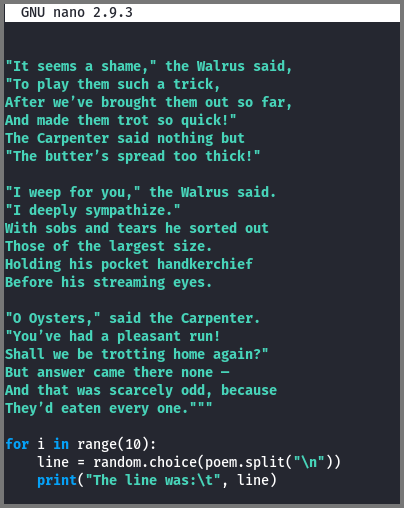 GNU nano 2.9.3
"It seems a shame," the Walrus said,
"To play them such a trick,
After we’ve brought them out so far,
And made them trot so quick!"
The Carpenter said nothing but
"The butter’s spread too thick!"
"I weep for you," the Walrus said.
"I deeply sympathize."
With sobs and tears he sorted out
Those of the largest size.
Holding his pocket handkerchief
Before his streaming eyes.
"O Oysters," said the Carpenter.
"You’ve had a pleasant run!
Shall we be trotting home again?"
But answer came there none —
And that was scarcely odd, because
They’d eaten every one."""
for i in range(10):
    line = random.choice(poem.split("\n"))
    print("The line was:\t", line)